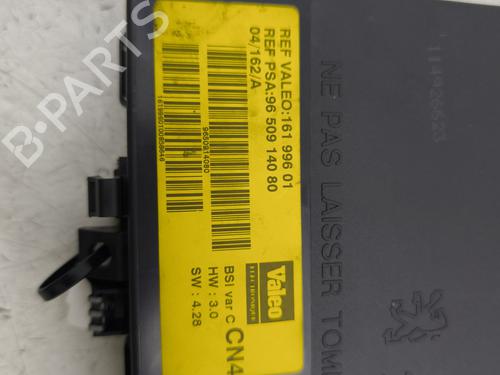 REF VALEO:161 996 01
REF PSA:96 509 140 80
04/162/A
9650914080
Valeo
ELECTRONIQUE
BSI var C
CN4
HW : 3.0
SW : 4.28
NE PAS LAISSER TOM
B-PARTS